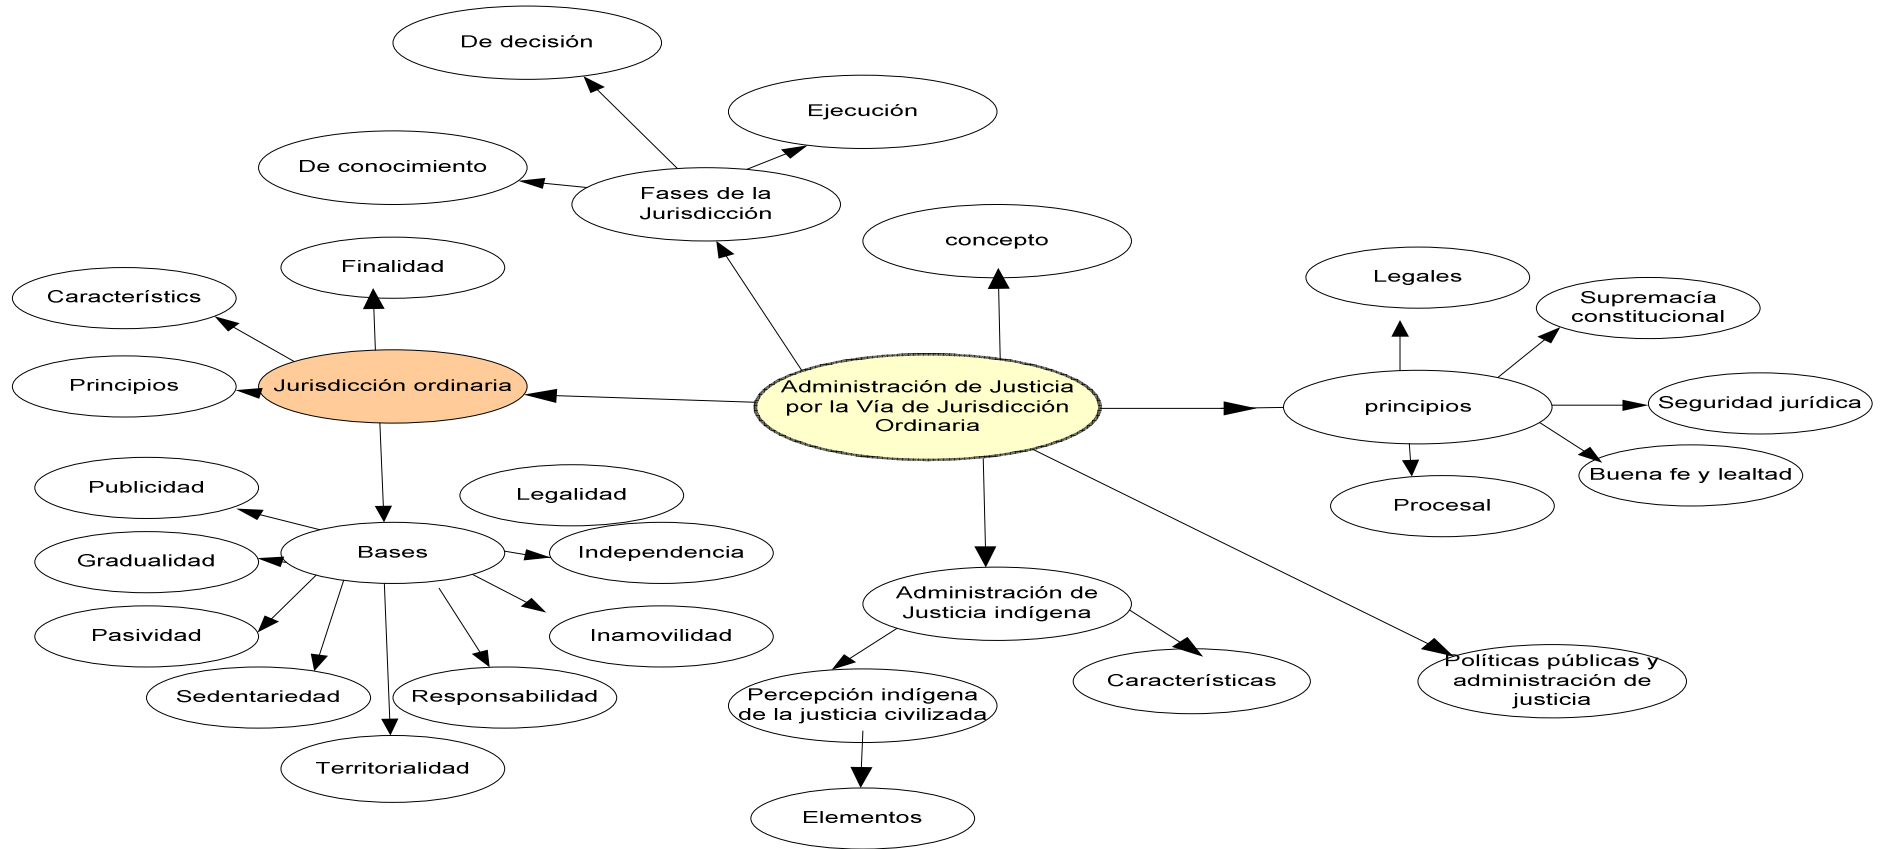 De decisión
Ejecución
De conocimiento
Fases de la
Jurisdicción
concepto
Finalidad
Legales
Característics
Supremacía
constitucional
Principios
Jurisdicción ordinaria
Administración de Justicia
por la Vía de Jurisdicción
Ordinaria
principios
Seguridad jurídica
Buena fe y lealtad
Procesal
Publicidad
Legalidad
Gradualidad
Bases
Independencia
Pasividad
Inamovilidad
Administración de
Justicia indígena
Sedentariedad
Responsabilidad
Percepción indígena
de la justicia civilizada
Características
Políticas públicas y
administración de
justicia
Territorialidad
Elementos